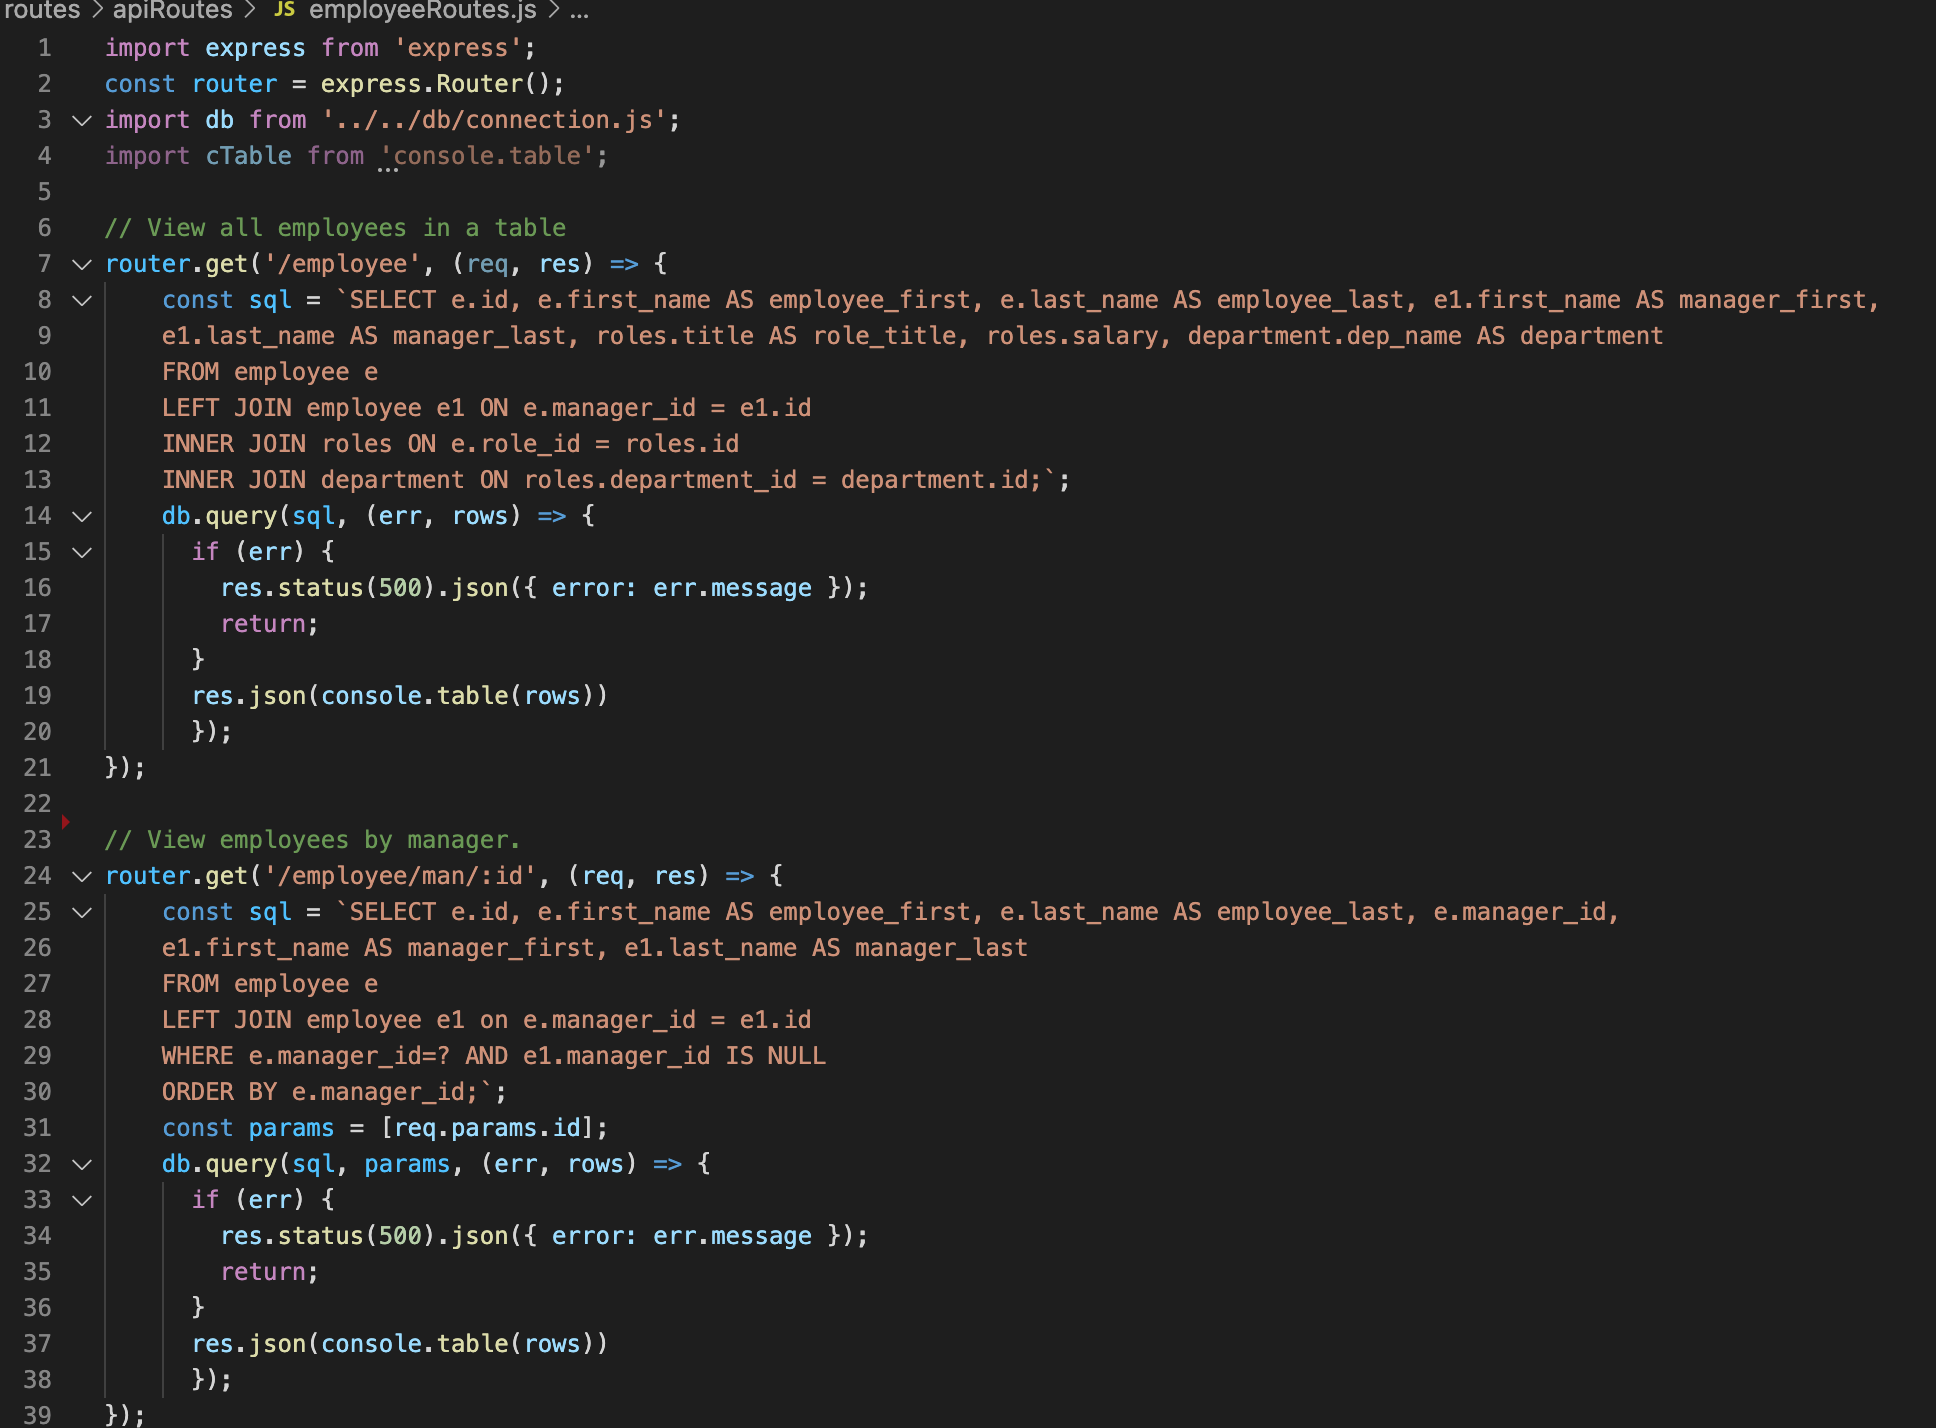 routes > apiRoutes > JS employeeRoutes.js > ...
1 import express from 'express';
2 const router = express.Router();
3 import db from '../../db/connection.js';
4 import cTable from 'console.table';
5
6 // View all employees in a table
7 router.get('/employee', (req, res) => {
8     const sql = `SELECT e.id, e.first_name AS employee_first, e.last_name AS employee_last, e1.first_name AS manager_first,
9     e1.last_name AS manager_last, roles.title AS role_title, roles.salary, department.dep_name AS department
10     FROM employee e
11     LEFT JOIN employee e1 ON e.manager_id = e1.id
12     INNER JOIN roles ON e.role_id = roles.id
13     INNER JOIN department ON roles.department_id = department.id;`;
14     db.query(sql, (err, rows) => {
15       if (err) {
16         res.status(500).json({ error: err.message });
17         return;
18       }
19       res.json(console.table(rows))
20       });
21 });
22
23 // View employees by manager.
24 router.get('/employee/man/:id', (req, res) => {
25     const sql = `SELECT e.id, e.first_name AS employee_first, e.last_name AS employee_last, e.manager_id,
26     e1.first_name AS manager_first, e1.last_name AS manager_last
27     FROM employee e
28     LEFT JOIN employee e1 on e.manager_id = e1.id
29     WHERE e.manager_id=? AND e1.manager_id IS NULL
30     ORDER BY e.manager_id;`;
31     const params = [req.params.id];
32     db.query(sql, params, (err, rows) => {
33       if (err) {
34         res.status(500).json({ error: err.message });
35         return;
36       }
37       res.json(console.table(rows))
38       });
39 });